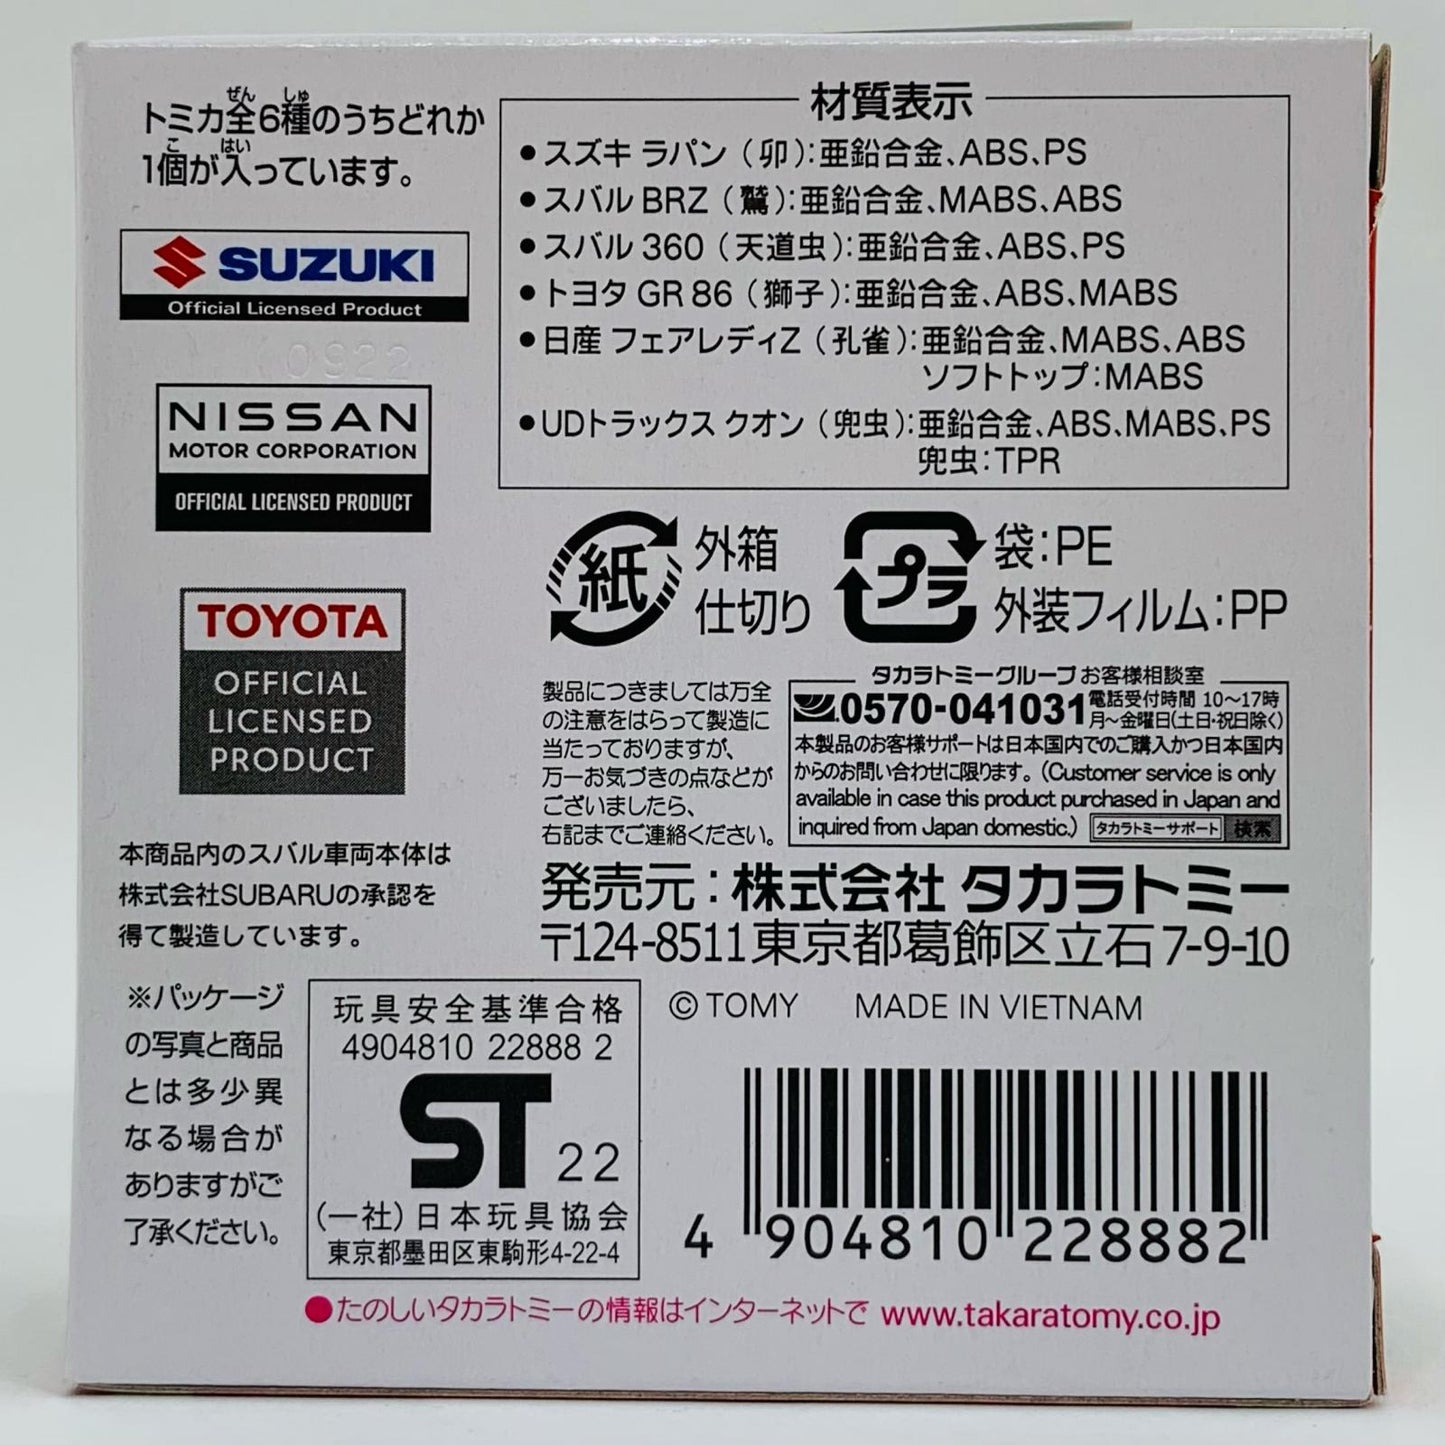 トミカ全6種のうちどれか
1個が入っています。
ぜん しゅ
こ はい
SUZUKI
Official Licensed Product
0922
NISSAN
MOTOR CORPORATION
OFFICIAL LICENSED PRODUCT
TOYOTA
OFFICIAL
LICENSED
PRODUCT
本商品内のスバル車両本体は
株式会社SUBARUの承認を
得て製造しています。
※パッケージ
の写真と商品
とは多少異
なる場合が
ありますがご
了承ください。
材質表示
●スズキ ラパン（卯）：亜鉛合金、ABS、PS
●スバル BRZ（鷲）：亜鉛合金、MABS、ABS
●スバル 360（天道虫）：亜鉛合金、ABS、PS
●トヨタ GR 86（獅子）：亜鉛合金、ABS、MABS
●日産 フェアレディZ（孔雀）：亜鉛合金、MABS、ABS
ソフトトップ：MABS
●UDトラックス クオン（兜虫）：亜鉛合金、ABS、MABS、PS
兜虫：TPR
紙
外箱
仕切り
プラ
袋：PE
外装フィルム：PP
製品につきましては万全
の注意をはらって製造に
当たっておりますが、
万一お気づきの点などが
ございましたら、
右記までご連絡ください。
タカラトミーグループ お客様相談室
0570-041031 電話受付時間 10～17時
月～金曜日(土日・祝日除く)
本製品のお客様サポートは日本国内でのご購入かつ日本国内
からのお問い合わせに限ります。(Customer service is only
available in case this product purchased in Japan and
inquired from Japan domestic.) タカラトミーサポート 検索
発売元：株式会社 タカラトミー
〒124-8511 東京都葛飾区立石 7-9-10
玩具安全基準合格
4904810 22888 2
ST 22
(一社) 日本玩具協会
東京都墨田区東駒形4-22-4
© TOMY MADE IN VIETNAM
4 904810 228882
●たのしいタカラトミーの情報はインターネットで www.takaratomy.co.jp